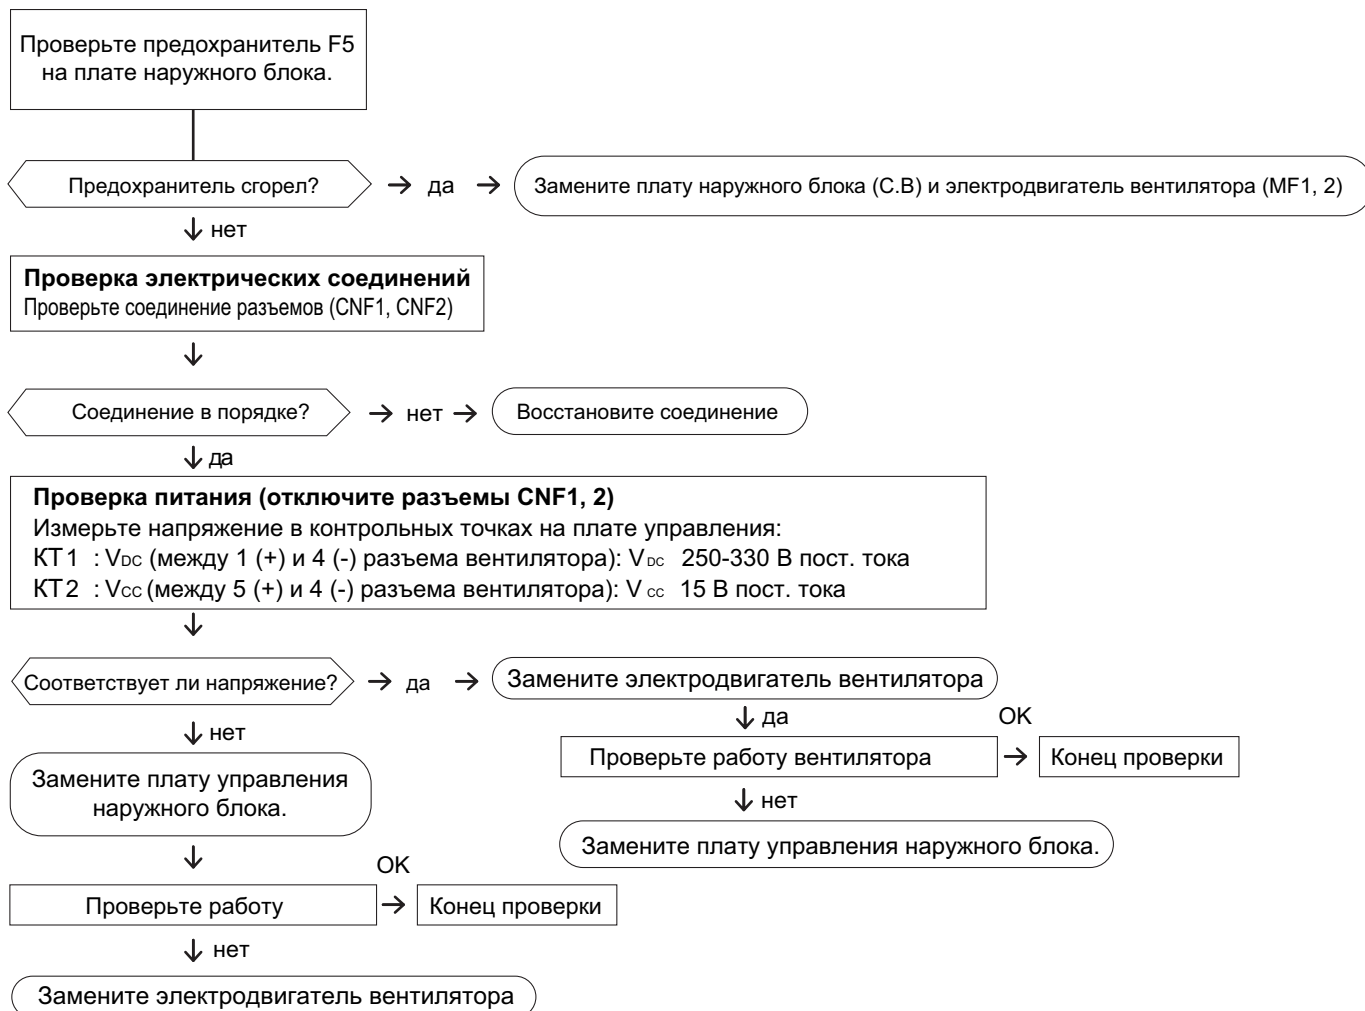 Проверьте предохранитель F5
на плате наружного блока.
Предохранитель сгорел?
да
Замените плату наружного блока (С.В) и электродвигатель вентилятора (MF1, 2)
нет
Проверка электрических соединений
Проверьте соединение разъемов (CNF1, CNF2)
Соединение в порядке?
нет
Восстановите соединение
да
Проверка питания (отключите разъемы CNF1, 2)
Измерьте напряжение в контрольных точках на плате управления:
КТ1 : VDC (между 1 (+) и 4 (-) разъема вентилятора): VDC 250-330 В пост. тока
КТ2 : VCC (между 5 (+) и 4 (-) разъема вентилятора): VCC 15 В пост. тока
Соответствует ли напряжение?
да
Замените электродвигатель вентилятора
да
OK
нет
Проверьте работу вентилятора
Конец проверки
Замените плату управления
наружного блока.
нет
Замените плату управления наружного блока.
OK
Проверьте работу
Конец проверки
нет
Замените электродвигатель вентилятора